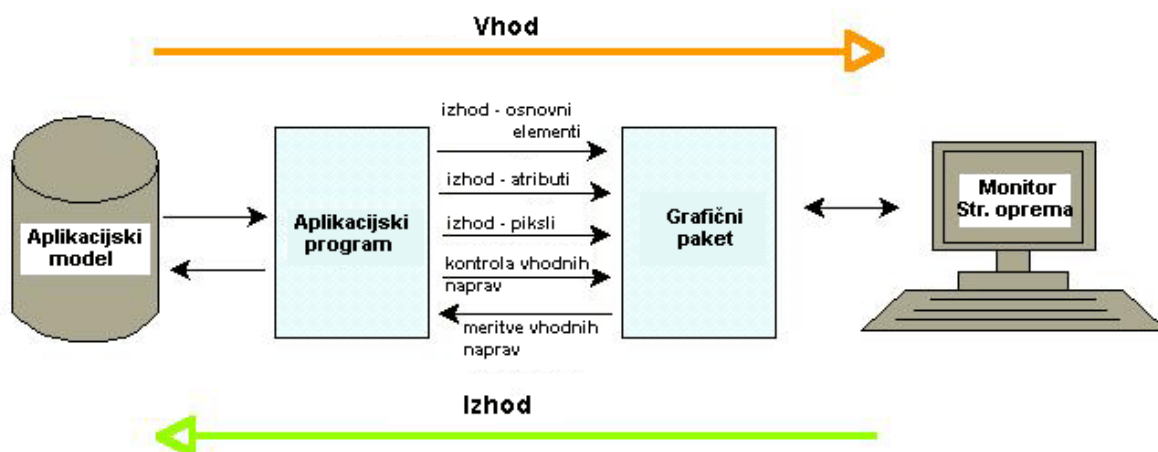 Vhod
izhod - osnovni
elementi
izhod - atributi
izhod - piksli
kontrola vhodnih
naprav
meritve vhodnih
naprav
Aplikacijski
model
Aplikacijski
program
Grafični
paket
Monitor
Str. oprema
Izhod